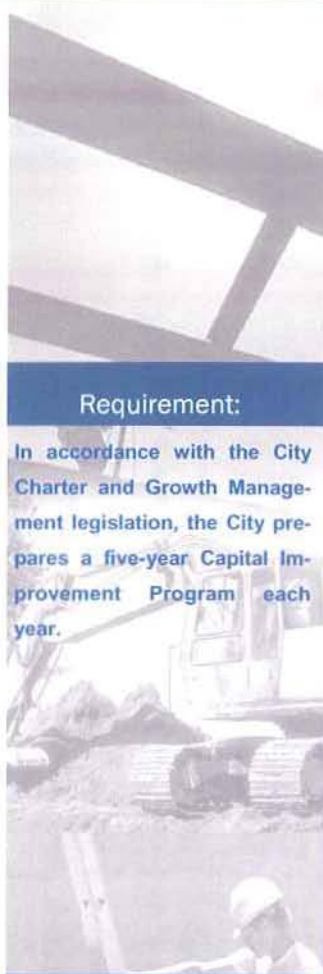 Requirement:
In accordance with the City
Charter and Growth Manage-
ment legislation, the City pre-
pares a five-year Capital Im-
provement Program each
year.